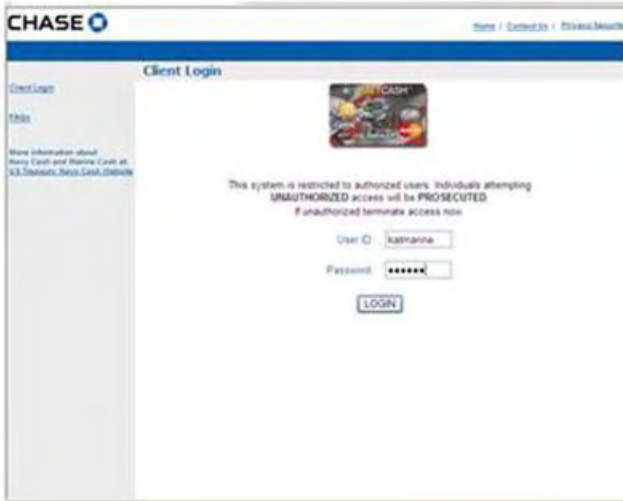 CHASE
Home | Contact Us | Privacy Security
Client Login
Client Login
FAQs
CASH
More information about
Navy Cash and Marine Cash at
US Treasury Navy Cash Website
This system is restricted to authorized users. Individuals attempting
UNAUTHORIZED access will be PROSECUTED.
If unauthorized terminate access now.
User ID: katmarine
Password: ••••••
LOGIN